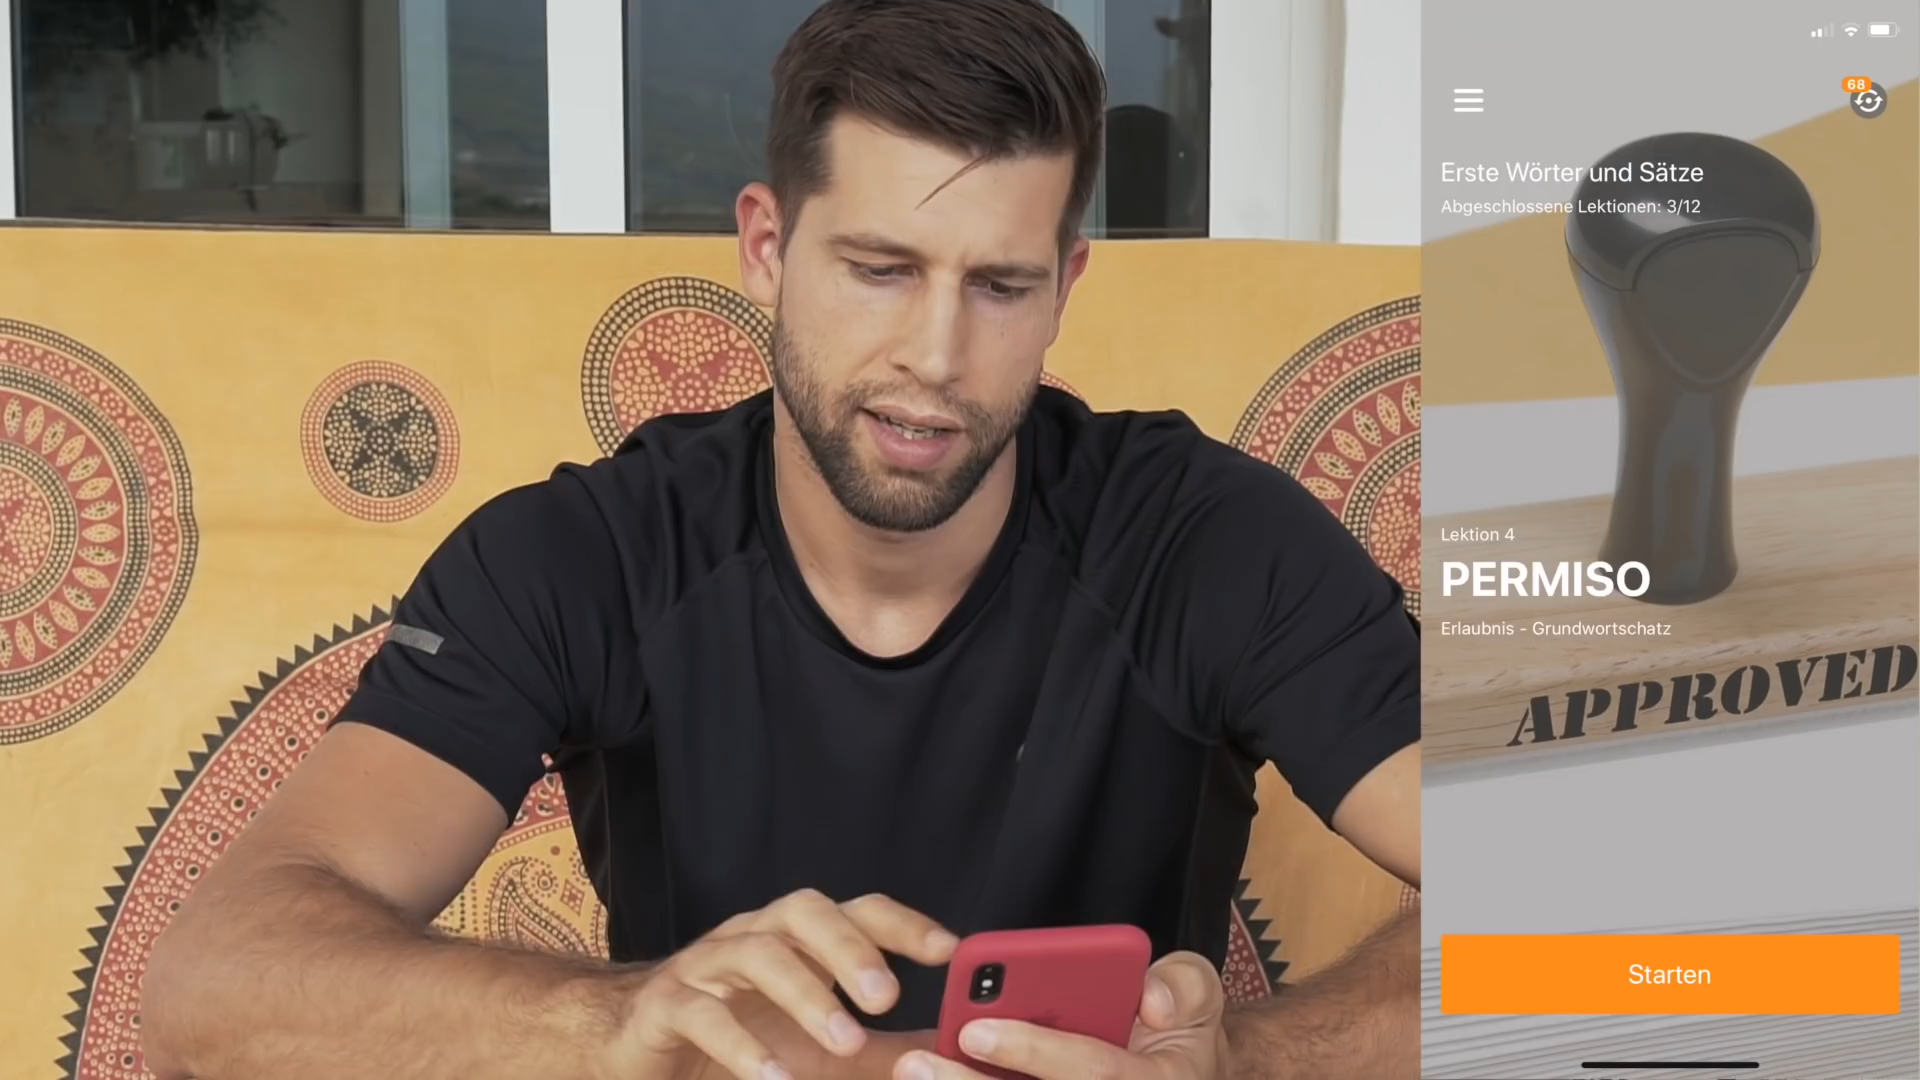 68
Erste Wörter und Sätze
Abgeschlossene Lektionen: 3/12
Lektion 4
PERMISO
Erlaubnis - Grundwortschatz
APPROVED
Starten